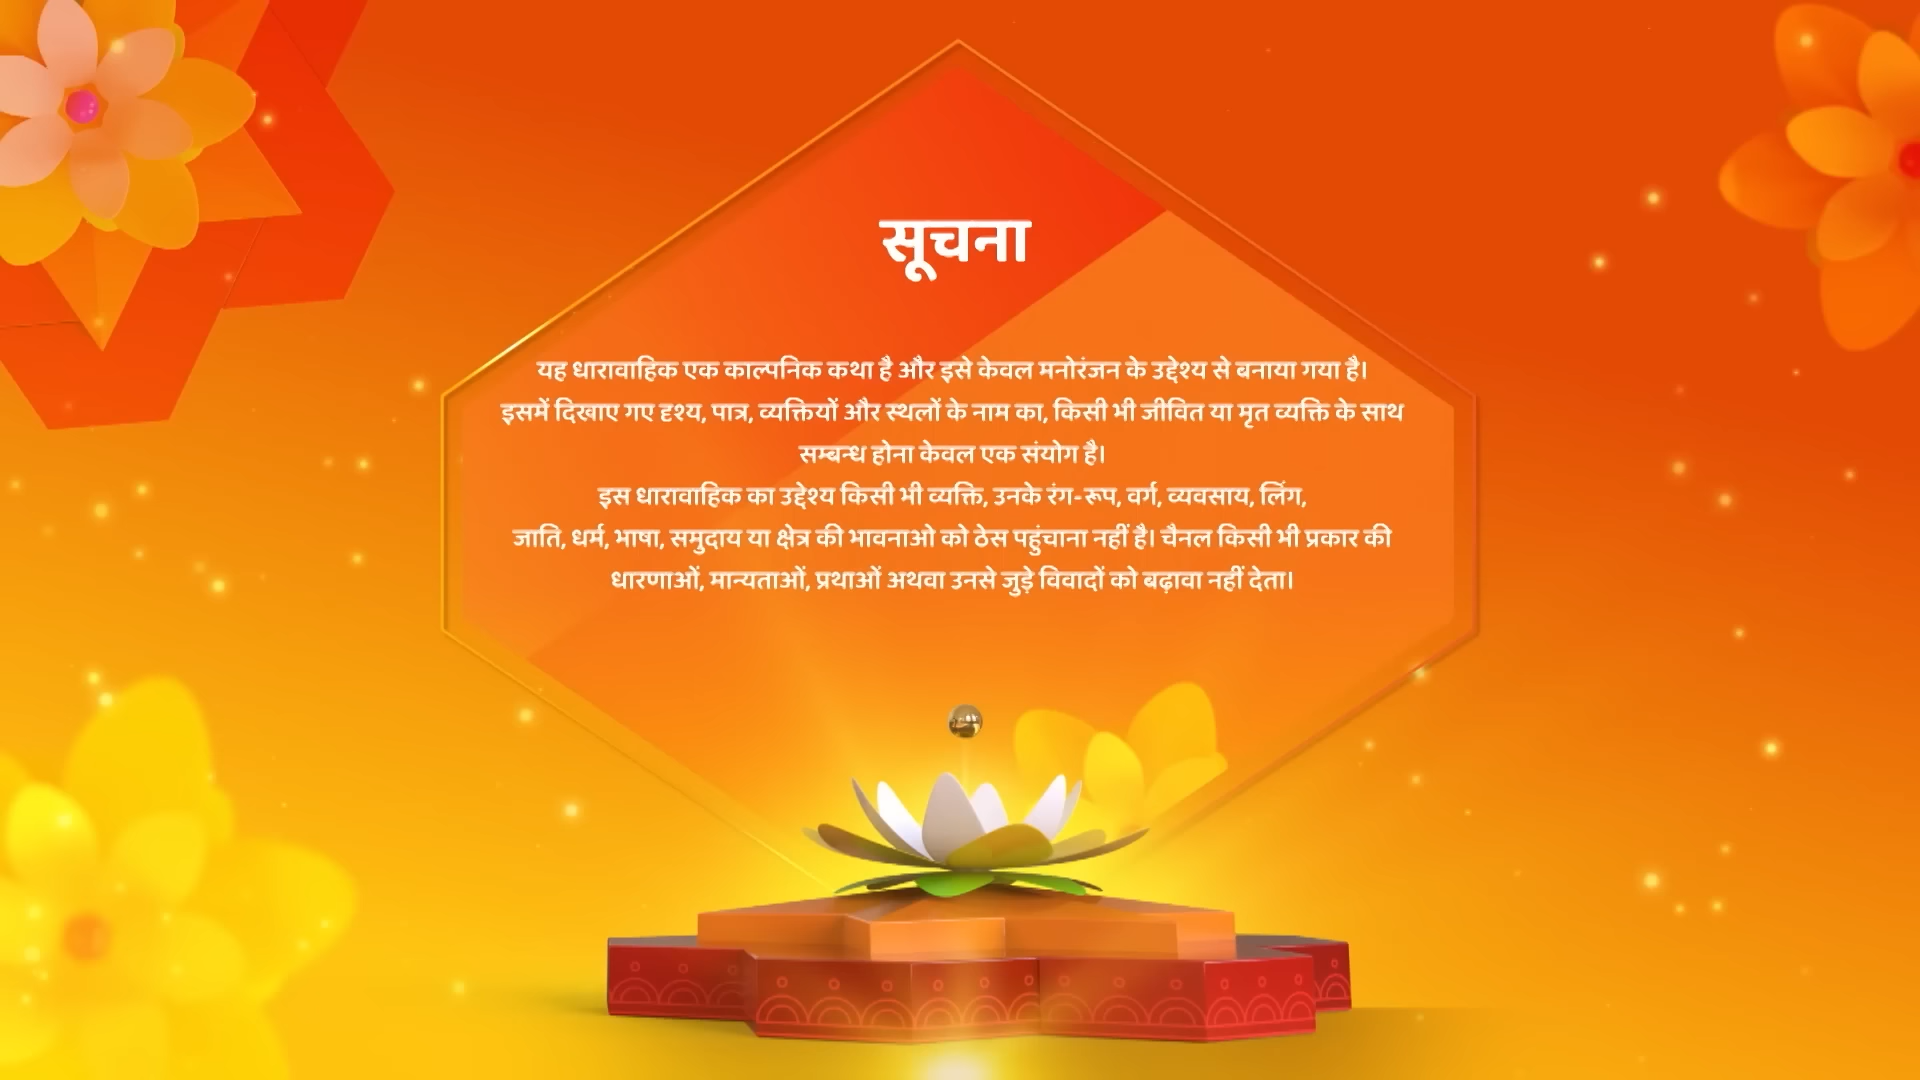 सूचना
यह धारावाहिक एक काल्पनिक कथा है और इसे केवल मनोरंजन के उद्देश्य से बनाया गया है।
इसमें दिखाए गए दृश्य, पात्र, व्यक्तियों और स्थलों के नाम का, किसी भी जीवित या मृत व्यक्ति के साथ
सम्बन्ध होना केवल एक संयोग है।
इस धारावाहिक का उद्देश्य किसी भी व्यक्ति, उनके रंग-रूप, वर्ग, व्यवसाय, लिंग,
जाति, धर्म, भाषा, समुदाय या क्षेत्र की भावनाओ को ठेस पहुंचाना नहीं है। चैनल किसी भी प्रकार की
धारणाओं, मान्यताओं, प्रथाओं अथवा उनसे जुड़े विवादों को बढ़ावा नहीं देता।